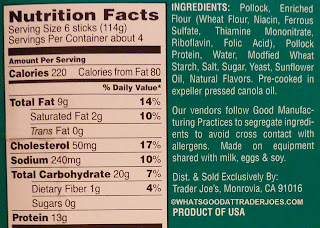 Nutrition Facts
Serving Size 6 sticks (114g)
Servings Per Container about 4
Amount Per Serving
Calories 220 Calories from Fat 80
% Daily Value*
Total Fat 9g 14%
Saturated Fat 2g 10%
Trans Fat 0g
Cholesterol 50mg 17%
Sodium 240mg 10%
Total Carbohydrate 20g 7%
Dietary Fiber 1g 4%
Sugars 0g
Protein 13g
INGREDIENTS: Pollock, Enriched
Flour (Wheat Flour, Niacin, Ferrous
Sulfate, Thiamine Mononitrate,
Riboflavin, Folic Acid), Pollock
Protein, Water, Modfied Wheat
Starch, Salt, Sugar, Yeast, Sunflower
Oil, Natural Flavors. Pre-cooked in
expeller pressed canola oil.
Our vendors follow Good Manufac-
turing Practices to segregate ingredi-
ents to avoid cross contact with
allergens. Made on equipment
shared with milk, eggs & soy.
Dist. & Sold Exclusively By:
Trader Joe's, Monrovia, CA 91016
©WHATSGOODATTRADERJOES.COM
PRODUCT OF USA